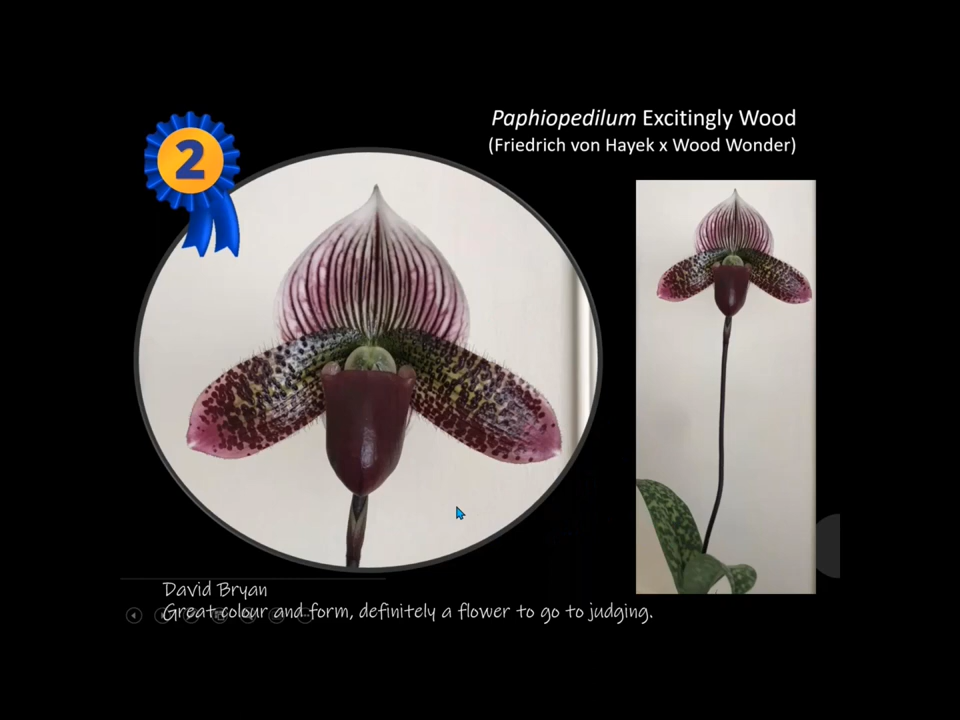 2
Paphiopedilum Excitingly Wood
(Friedrich von Hayek x Wood Wonder)
David Bryan
Great colour and form, definitely a flower to go to judging.